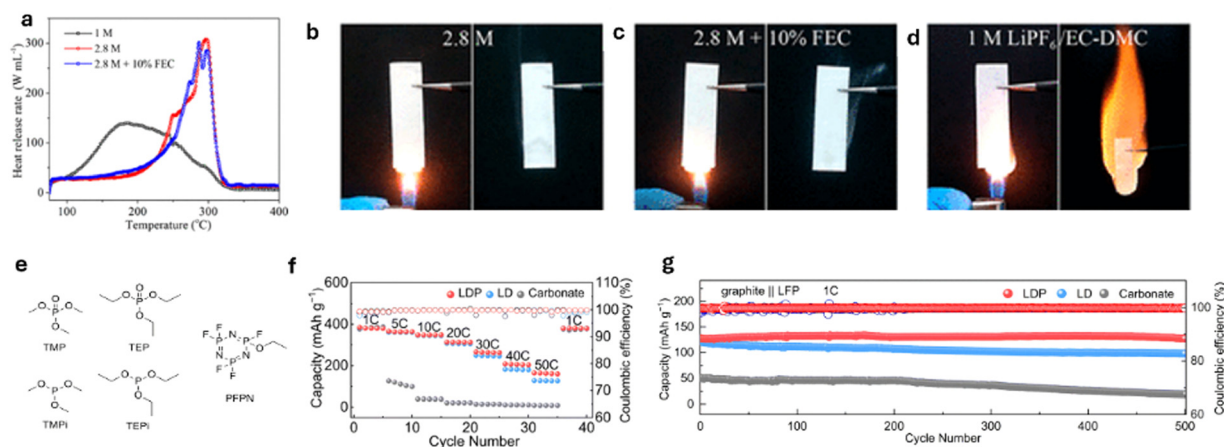 a
1 M
2.8 M
2.8 M + 10% FEC
Heat release rate (W mL⁻¹)
300
200
100
0
100
200
300
400
Temperature (°C)
b
2.8 M
c
2.8 M + 10% FEC
d
1 M LiPF₆/EC-DMC
e
TMP
TEP
TMPi
TEPi
PFPN
f
LDP
LD
Carbonate
1C
5C
10C
20C
30C
40C
50C
1C
Capacity (mAh g⁻¹)
600
400
200
0
Coulombic efficiency (%)
110
100
90
80
70
60
0
10
20
30
40
Cycle Number
g
graphite || LFP 1C
LDP
LD
Carbonate
Capacity (mAh g⁻¹)
200
150
100
50
0
Coulombic efficiency (%)
100
90
80
70
64
0
100
200
300
400
500
Cycle Number